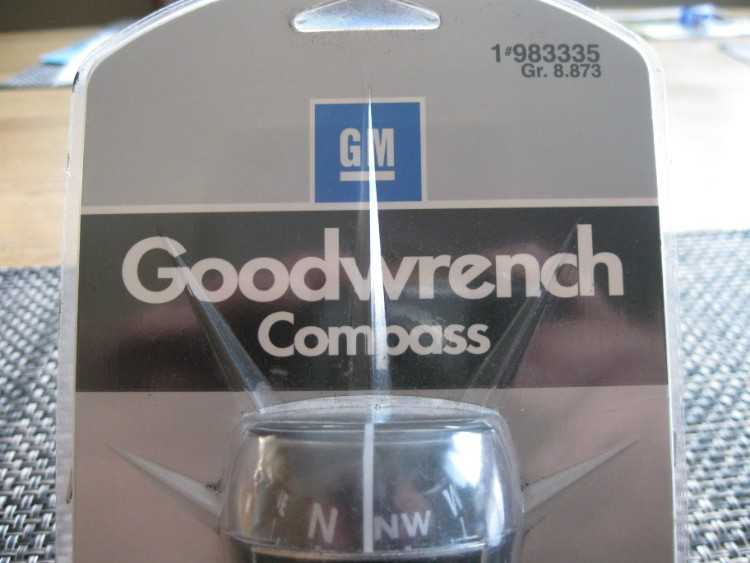 1#983335
Gr. 8.873
GM
Goodwrench
Compass
N NW